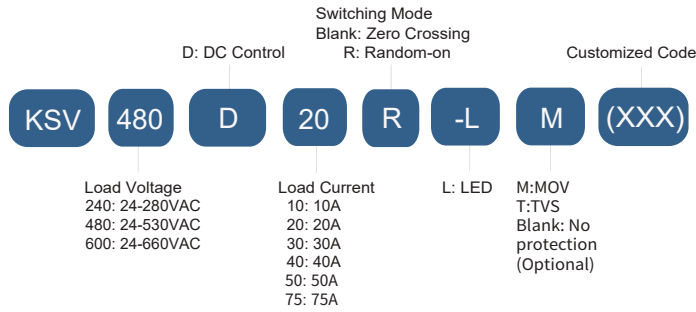 Switching Mode
Blank: Zero Crossing
D: DC Control
R: Random-on
Customized Code
KSV 480 D 20 R -L M (XXX)
Load Voltage
240: 24-280VAC
480: 24-530VAC
600: 24-660VAC
Load Current
10: 10A
20: 20A
30: 30A
40: 40A
50: 50A
75: 75A
L: LED
M:MOV
T:TVS
Blank: No
protection
(Optional)